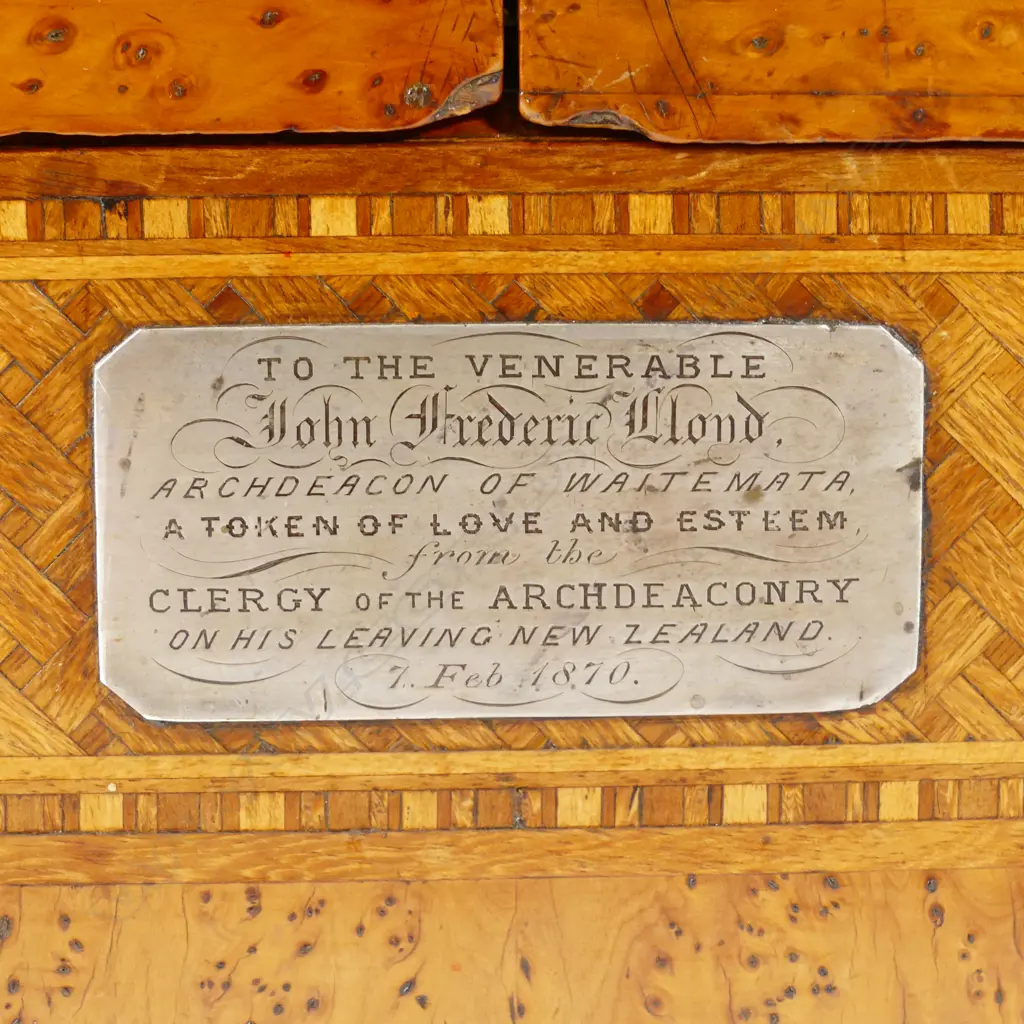 TO THE VENERABLE
John Frederic Lloyd,
ARCHDEACON OF WAITEMATA,
A TOKEN OF LOVE AND ESTEEM,
from the
CLERGY OF THE ARCHDEACONRY
ON HIS LEAVING NEW ZEALAND.
7. Feb 1870.